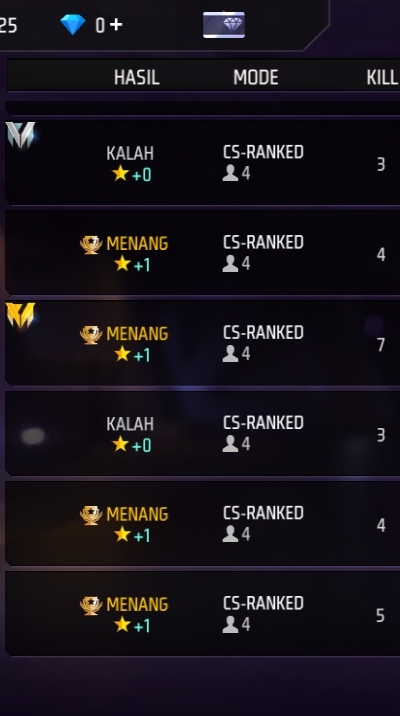 25 0+
HASIL MODE KILL
KALAH CS-RANKED 3
+0 4
MENANG CS-RANKED 4
+1 4
MENANG CS-RANKED 7
+1 4
KALAH CS-RANKED 3
+0 4
MENANG CS-RANKED 4
+1 4
MENANG CS-RANKED 5
+1 4